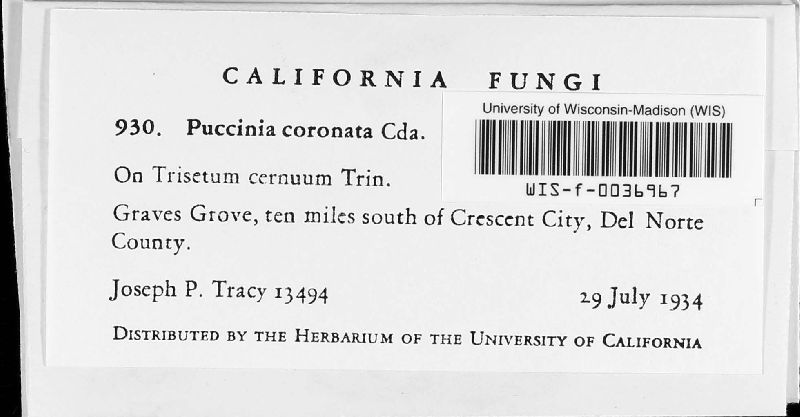 CALIFORNIA FUNGI
University of Wisconsin-Madison (WIS)
930. Puccinia coronata Cda.
WIS-f-0036967
On Trisetum cernuum Trin.
Graves Grove, ten miles south of Crescent City, Del Norte
County.
Joseph P. Tracy 13494
29 July 1934
DISTRIBUTED BY THE HERBARIUM OF THE UNIVERSITY OF CALIFORNIA